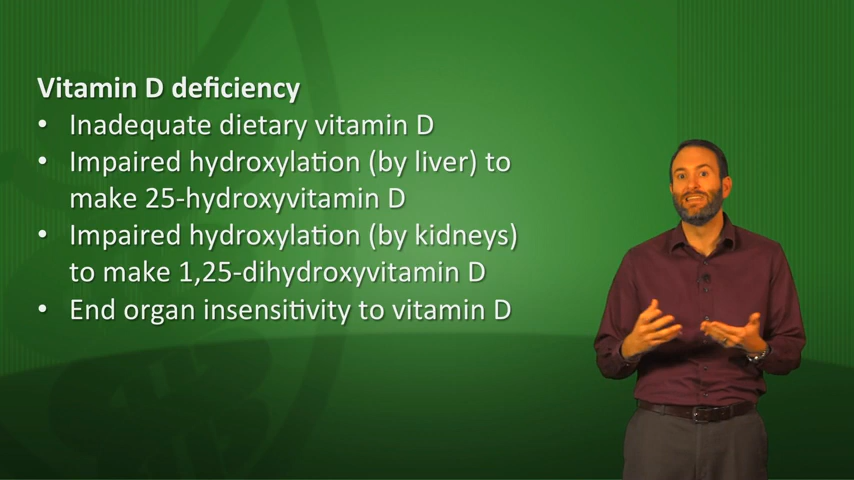 Vitamin D deficiency
• Inadequate dietary vitamin D
• Impaired hydroxylation (by liver) to
make 25-hydroxyvitamin D
• Impaired hydroxylation (by kidneys)
to make 1,25-dihydroxyvitamin D
• End organ insensitivity to vitamin D